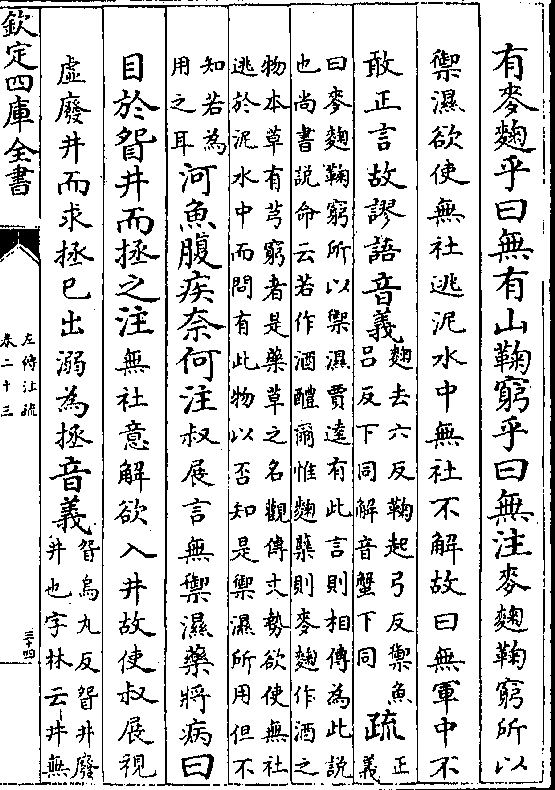 有麥麴乎曰無有山鞠窮乎曰無注麥麴鞠窮所以
禦濕欲使無社逃泥水中無社不解故曰無軍中不
敢正言故謬語音義麴去六反鞠起弓反禦魚
呂反下同解音蟹下同疏正
義
曰麥麴鞠窮所以禦濕賈逵有此言則相傳為此說
也尚書説命云若作酒醴爾惟麴糵則麥麴作酒之
物本草有芎窮者是藥草之名觀傳文勢欲使無社
逃於泥水中而問有此物以否知是禦濕所用但不
知若為
用之耳河魚腹疾奈何注叔展言無禦濕藥將病曰
目於眢井而拯之注無社意解欲入井故使叔展視
虛廢井而求拯已出溺為拯音義眢烏丸反眢井廢
井也字林云井無
欽定四庫全書
左傳注疏
卷二十三
三十四